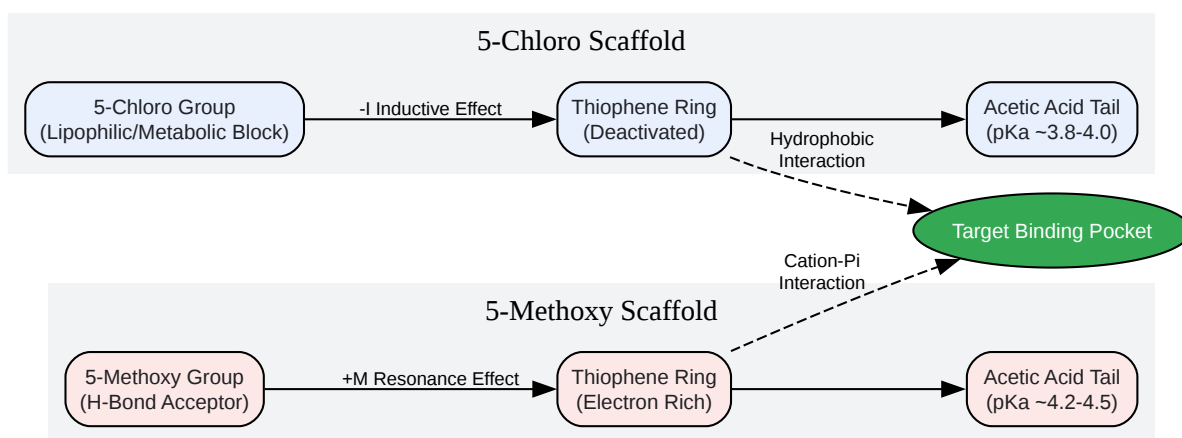 5-Chloro Scaffold
5-Chloro Group
(Lipophilic/Metabolic Block)
-I Inductive Effect
Thiophene Ring
(Deactivated)
Acetic Acid Tail
(pKa ~3.8-4.0)
Hydrophobic
Interaction
Target Binding Pocket
Cation-Pi
Interaction
5-Methoxy Scaffold
5-Methoxy Group
(H-Bond Acceptor)
+M Resonance Effect
Thiophene Ring
(Electron Rich)
Acetic Acid Tail
(pKa ~4.2-4.5)